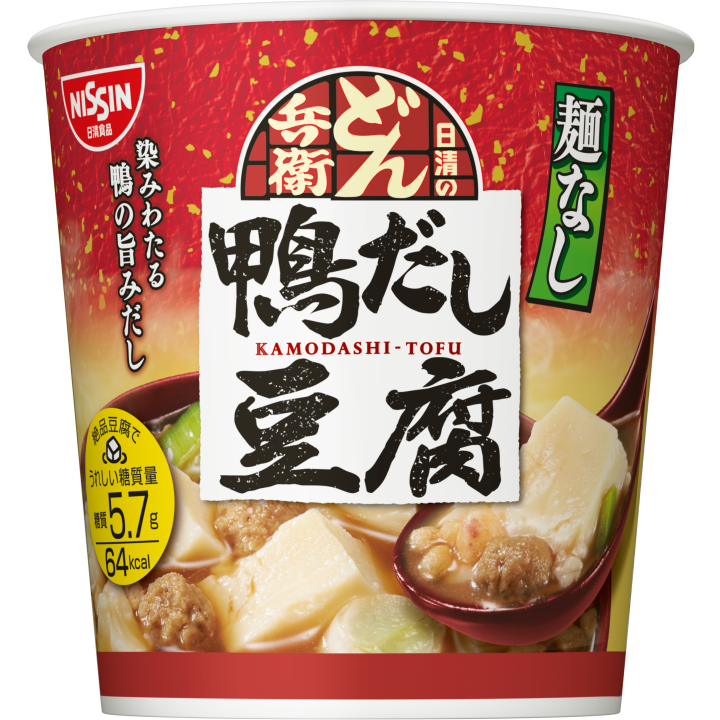 NISSIN
日清食品
日清の
どん
兵衛
麺なし
染みわたる
鴨の旨みだし
鴨だし
KAMODASHI-TOFU
豆腐
絶品豆腐で
うれしい糖質量
糖質5.7g
64kcal